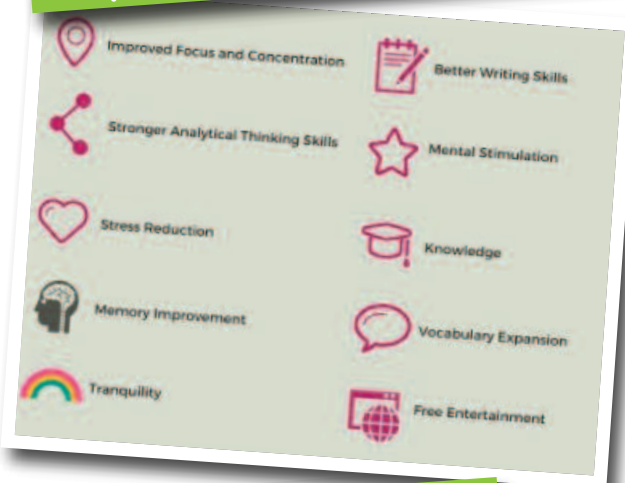 Improved Focus and Concentration
Stronger Analytical Thinking Skills
Stress Reduction
Memory Improvement
Tranquility
Better Writing Skills
Mental Stimulation
Knowledge
Vocabulary Expansion
Free Entertainment